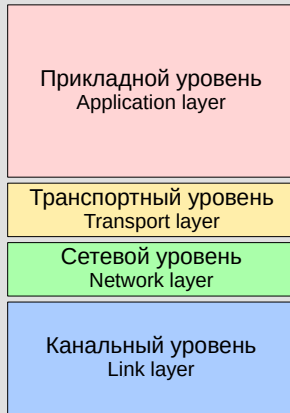 Прикладной уровень
Application layer
Транспортный уровень
Transport layer
Сетевой уровень
Network layer
Канальный уровень
Link layer